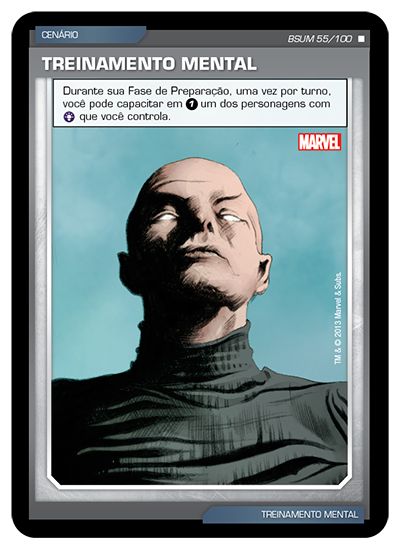 CENÁRIO
BSUM 55/100
TREINAMENTO MENTAL
Durante sua Fase de Preparação, uma vez por turno,
você pode capacitar em 1 um dos personagens com
que você controla.
MARVEL
TM & © 2013 Marvel & Subs.
TREINAMENTO MENTAL